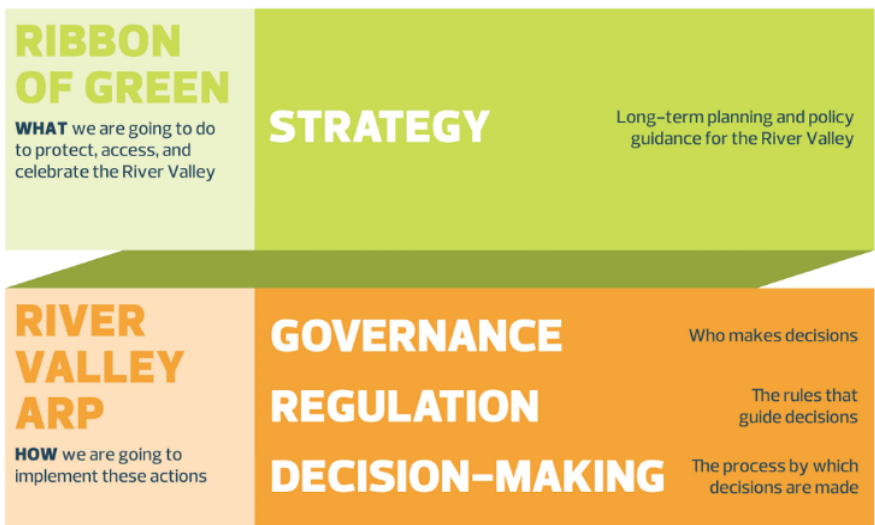 RIBBON
OF GREEN
WHAT we are going to do
to protect, access, and
celebrate the River Valley
STRATEGY
Long-term planning and policy
guidance for the River Valley
RIVER
VALLEY
ARP
HOW we are going to
implement these actions
GOVERNANCE
Who makes decisions
REGULATION
The rules that
guide decisions
DECISION-MAKING
The process by which
decisions are made